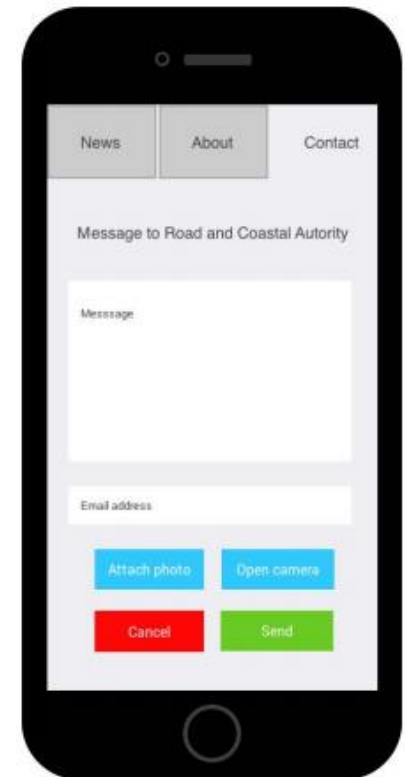 News About Contact
Message to Road and Coastal Autority
Messsage
Email address
Attach photo Open camera
Cancel Send